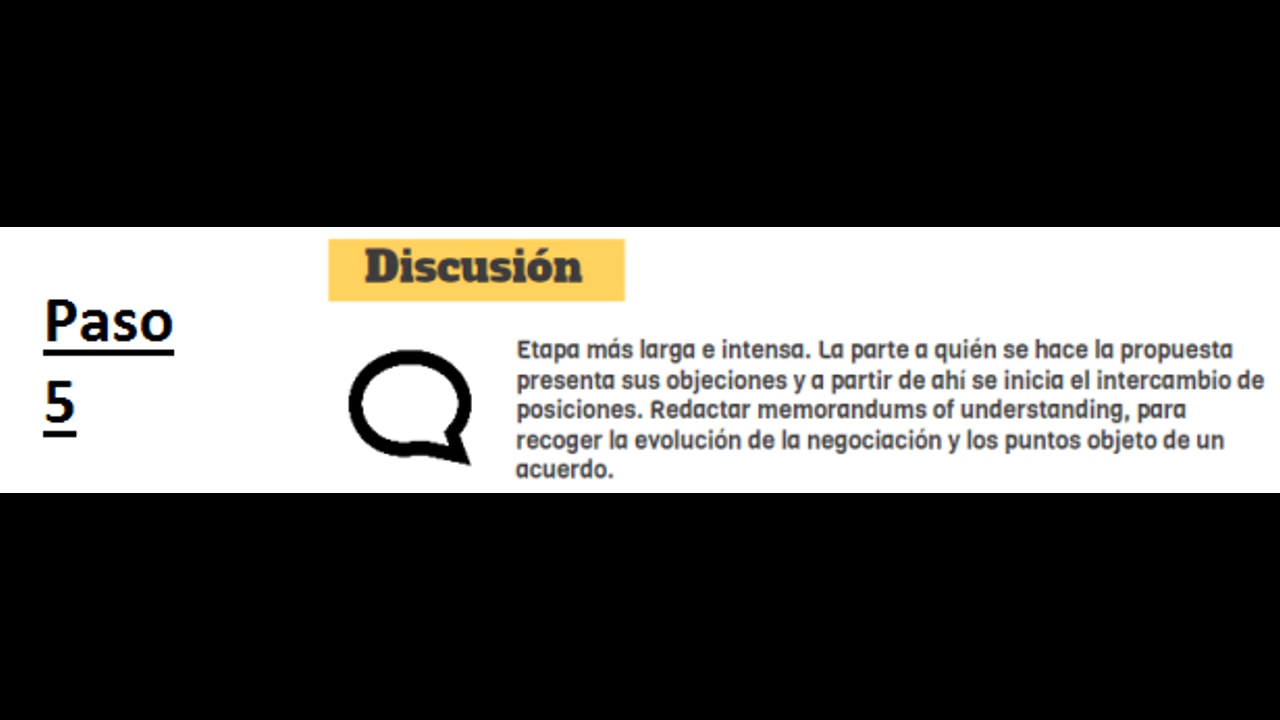 Paso
5
Discusión
Etapa más larga e intensa. La parte a quién se hace la propuesta
presenta sus objeciones y a partir de ahí se inicia el intercambio de
posiciones. Redactar memorandums of understanding, para
recoger la evolución de la negociación y los puntos objeto de un
acuerdo.